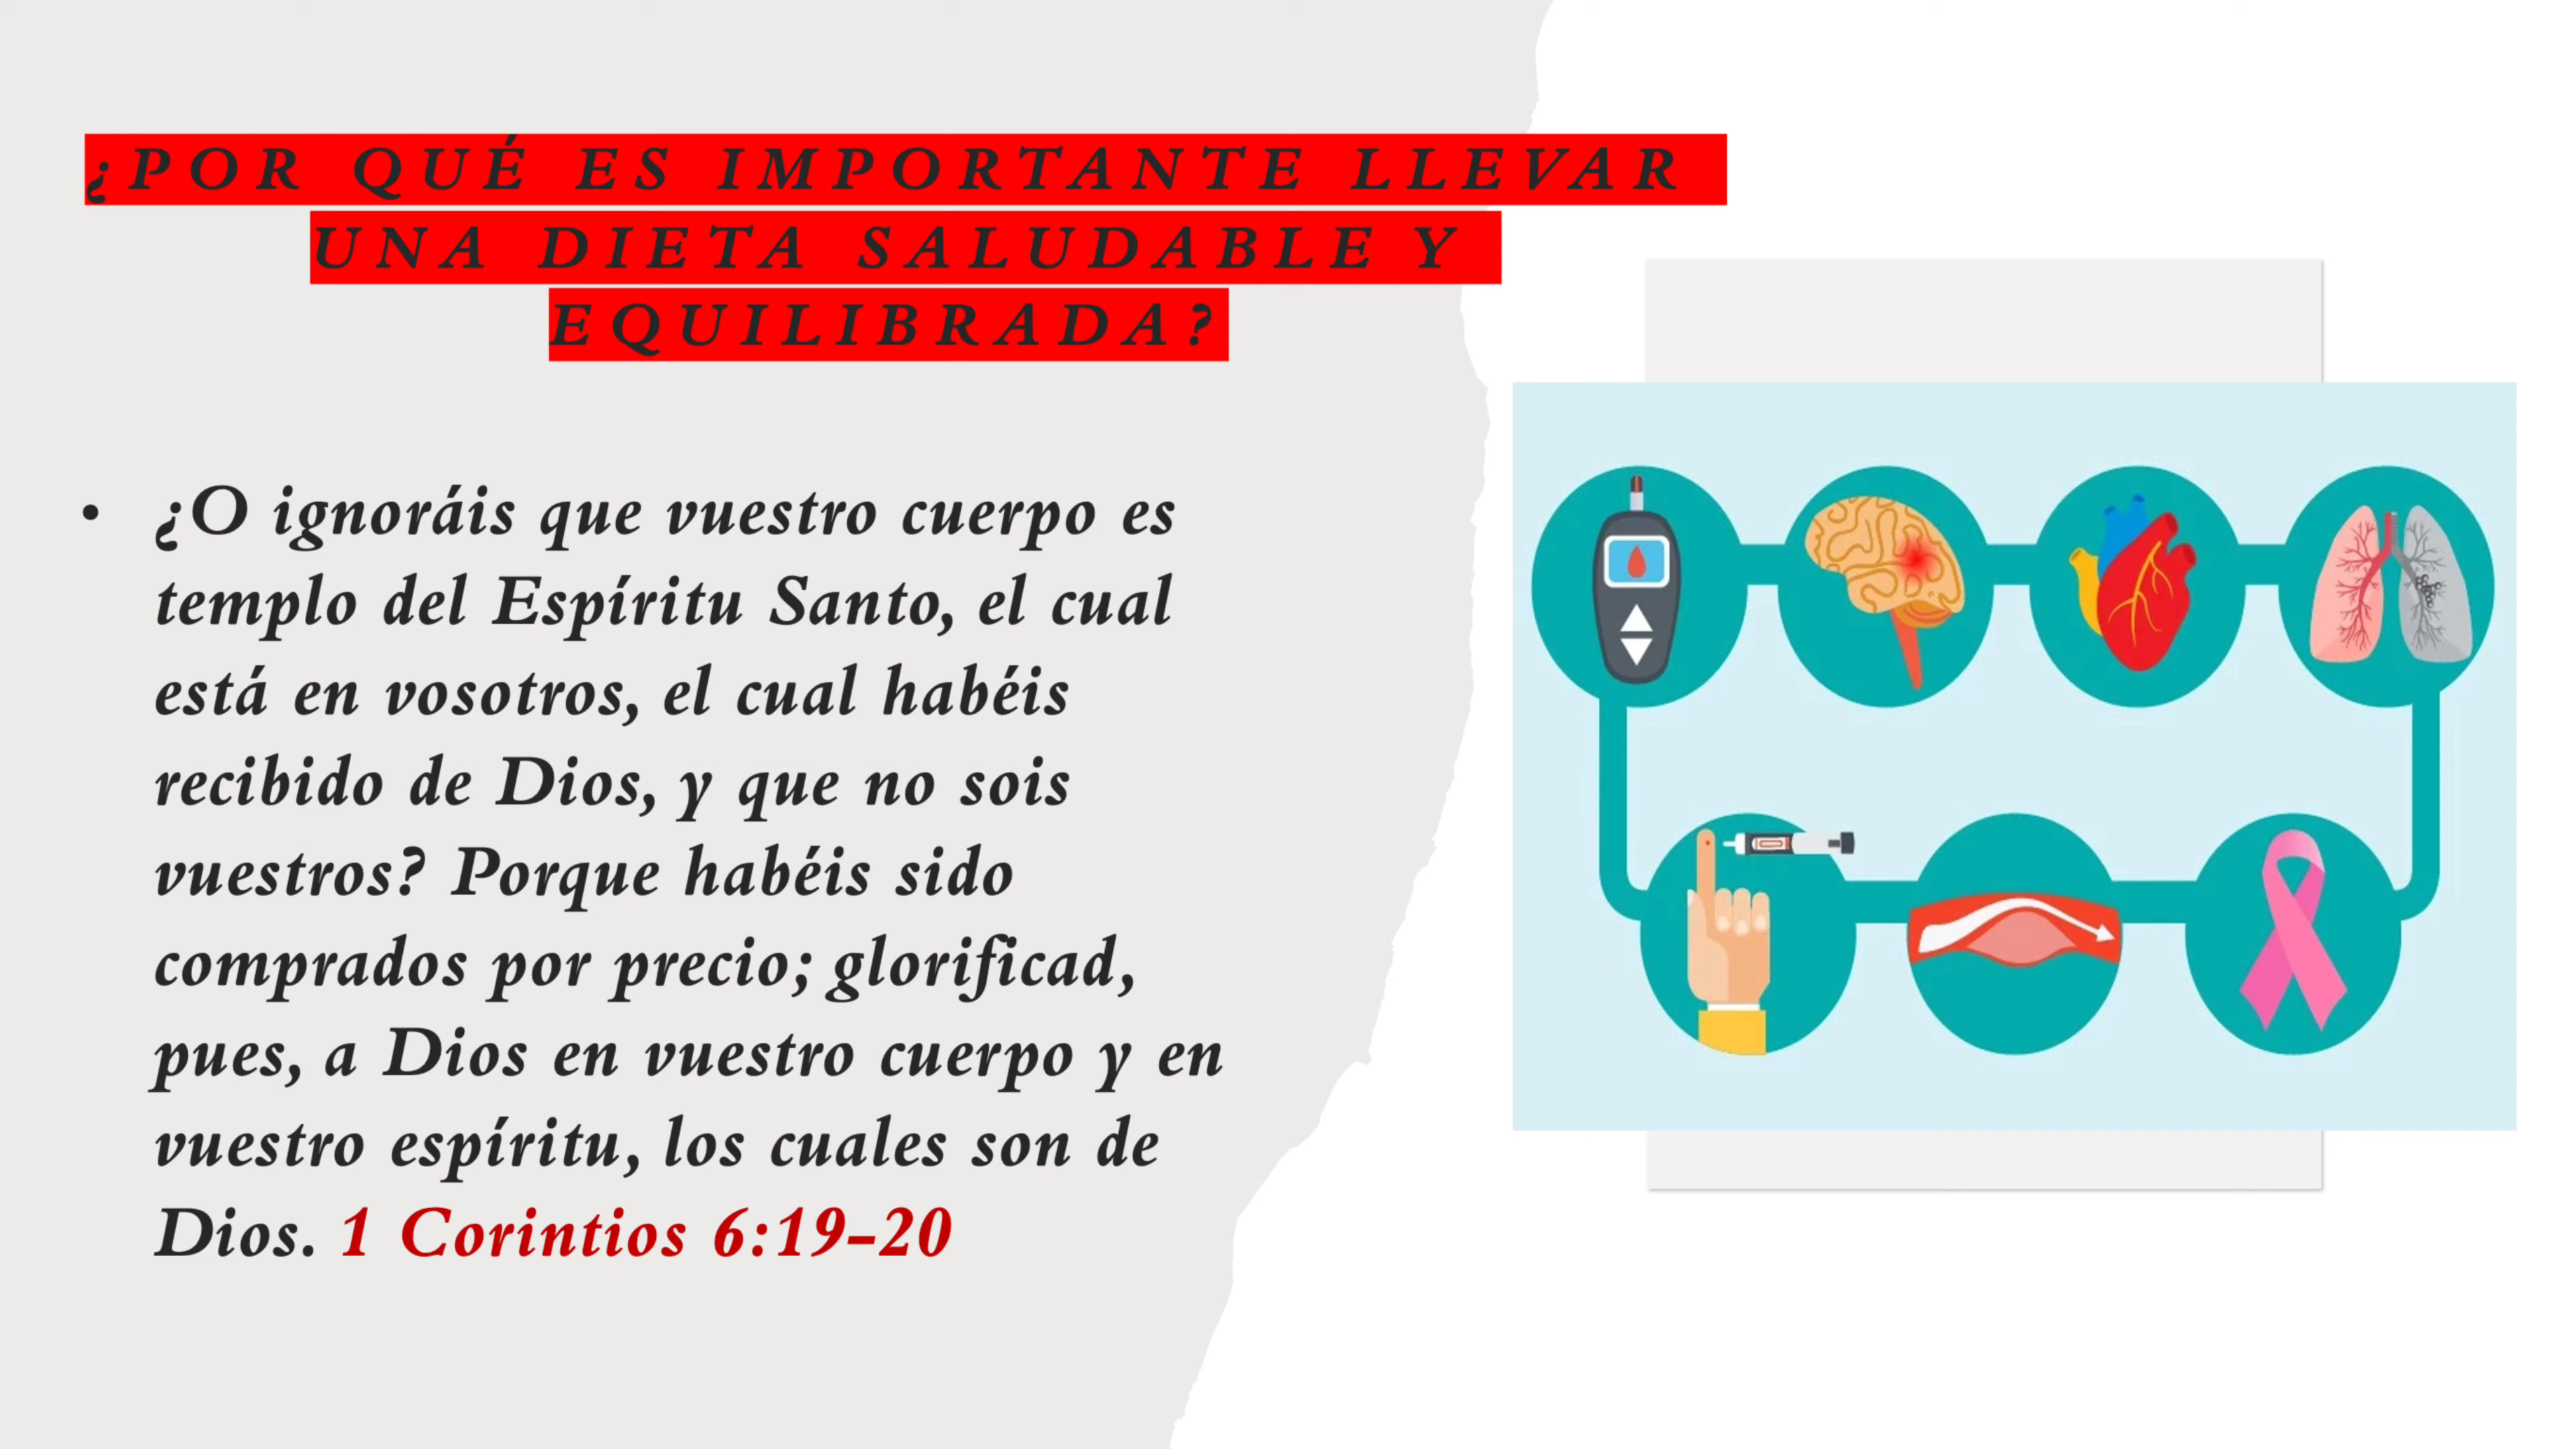 ¿POR QUÉ ES IMPORTANTE LLEVAR
UNA DIETA SALUDABLE Y
EQUILIBRADA?
• ¿O ignoráis que vuestro cuerpo es
templo del Espíritu Santo, el cual
está en vosotros, el cual habéis
recibido de Dios, y que no sois
vuestros? Porque habéis sido
comprados por precio; glorificad,
pues, a Dios en vuestro cuerpo y en
vuestro espíritu, los cuales son de
Dios. 1 Corintios 6:19-20